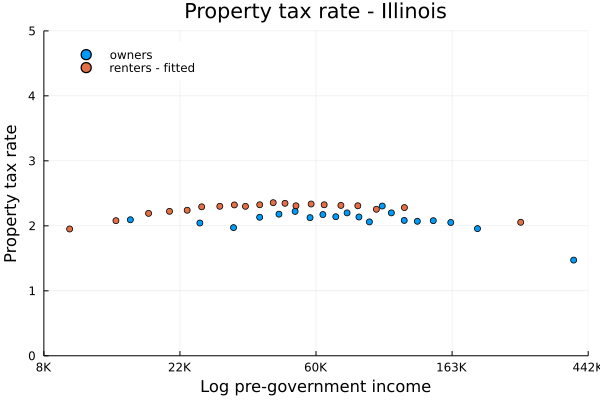 Property tax rate - Illinois
owners
renters - fitted
Property tax rate
5
4
3
2
1
0
8K
22K
60K
163K
442K
Log pre-government income